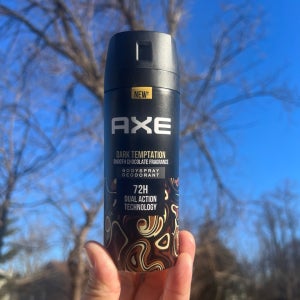 NEW
AXE
DARK TEMPTATION
SMOOTH CHOCOLATE FRAGRANCE
BODYSPRAY
DEODORANT
72H
DUAL ACTION
TECHNOLOGY